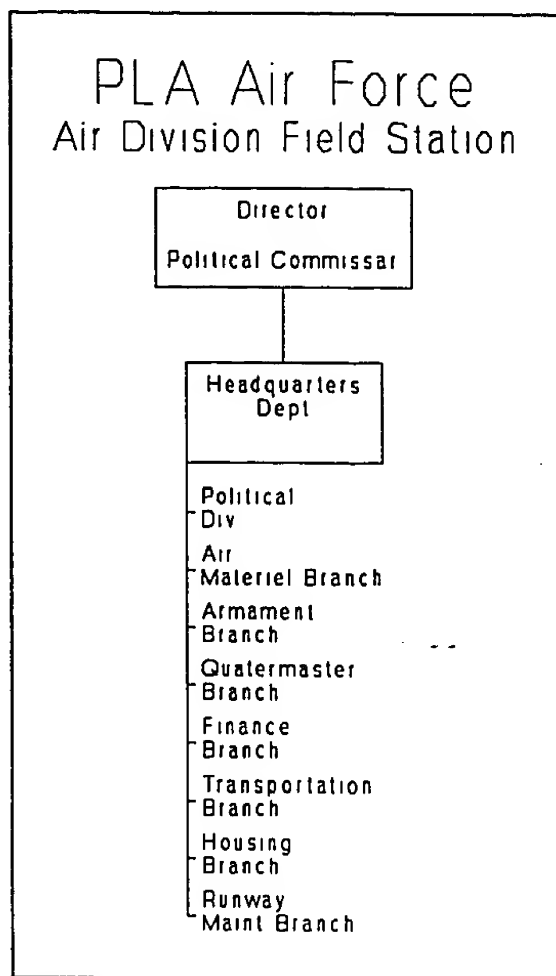 PLA Air Force
Air Division Field Station
Director
Political Commissar
Headquarters
Dept
Political
Div
Air
Materiel Branch
Armament
Branch
Quatermaster
Branch
Finance
Branch
Transportation
Branch
Housing
Branch
Runway
Maint Branch